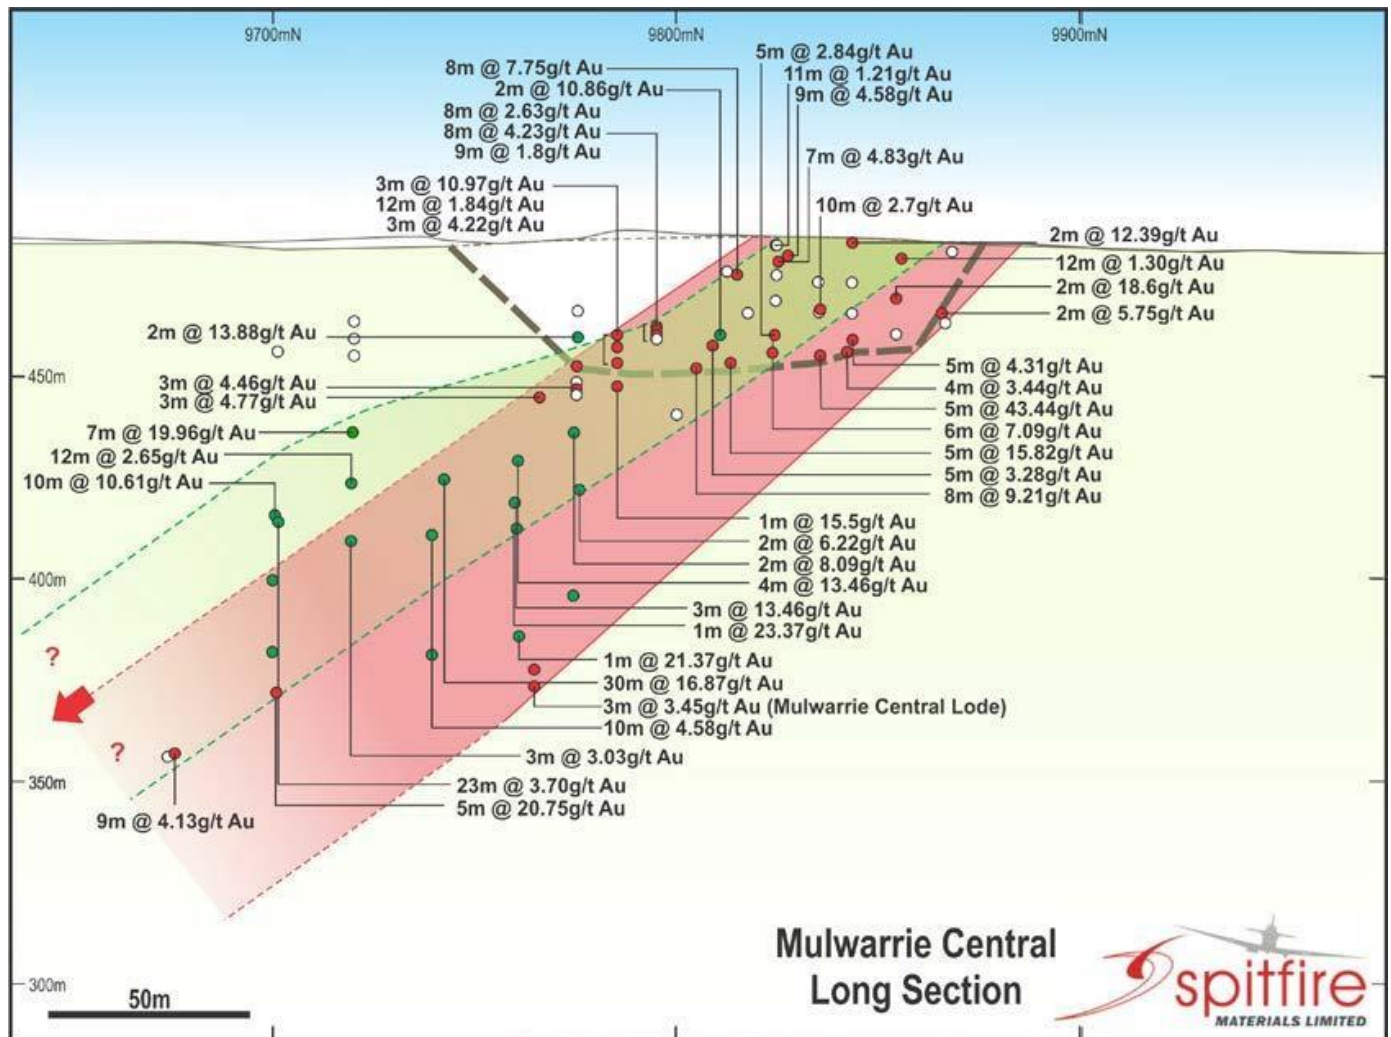 9700mN
9800mN
9900mN
5m @ 2.84g/t Au
8m @ 7.75g/t Au
11m @ 1.21g/t Au
2m @ 10.86g/t Au
9m @ 4.58g/t Au
8m @ 2.63g/t Au
8m @ 4.23g/t Au
9m @ 1.8g/t Au
7m @ 4.83g/t Au
3m @ 10.97g/t Au
12m @ 1.84g/t Au
3m @ 4.22g/t Au
10m @ 2.7g/t Au
2m @ 12.39g/t Au
12m @ 1.30g/t Au
2m @ 18.6g/t Au
2m @ 5.75g/t Au
2m @ 13.88g/t Au
450m
3m @ 4.46g/t Au
3m @ 4.77g/t Au
5m @ 4.31g/t Au
4m @ 3.44g/t Au
5m @ 43.44g/t Au
7m @ 19.96g/t Au
6m @ 7.09g/t Au
12m @ 2.65g/t Au
5m @ 15.82g/t Au
10m @ 10.61g/t Au
5m @ 3.28g/t Au
8m @ 9.21g/t Au
1m @ 15.5g/t Au
2m @ 6.22g/t Au
2m @ 8.09g/t Au
400m
4m @ 13.46g/t Au
3m @ 13.46g/t Au
1m @ 23.37g/t Au
?
1m @ 21.37g/t Au
30m @ 16.87g/t Au
3m @ 3.45g/t Au (Mulwarrie Central Lode)
10m @ 4.58g/t Au
?
3m @ 3.03g/t Au
350m
23m @ 3.70g/t Au
5m @ 20.75g/t Au
9m @ 4.13g/t Au
Mulwarrie Central
Long Section
300m
50m
spitfire
MATERIALS LIMITED